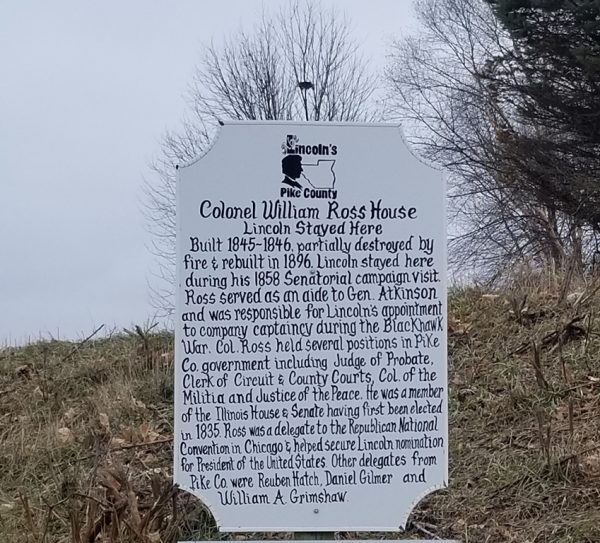 Lincoln's
Pike County
Colonel William Ross House
Lincoln Stayed Here
Built 1845-1846, partially destroyed by
fire & rebuilt in 1896. Lincoln stayed here
during his 1858 Senatorial campaign visit.
Ross served as an aide to Gen. Atkinson
and was responsible for Lincoln's appointment
to company captaincy during the Blackhawk
War. Col. Ross held several positions in Pike
Co. government including Judge of Probate,
Clerk of Circuit & County Courts, Col. of the
Militia and Justice of the Peace. He was a member
of the Illinois House & Senate having first been elected
in 1835. Ross was a delegate to the Republican National
Convention in Chicago & helped secure Lincoln nomination
for President of the United States. Other delegates from
Pike Co. were Reuben Hatch, Daniel Gilmer and
William A. Grimshaw.